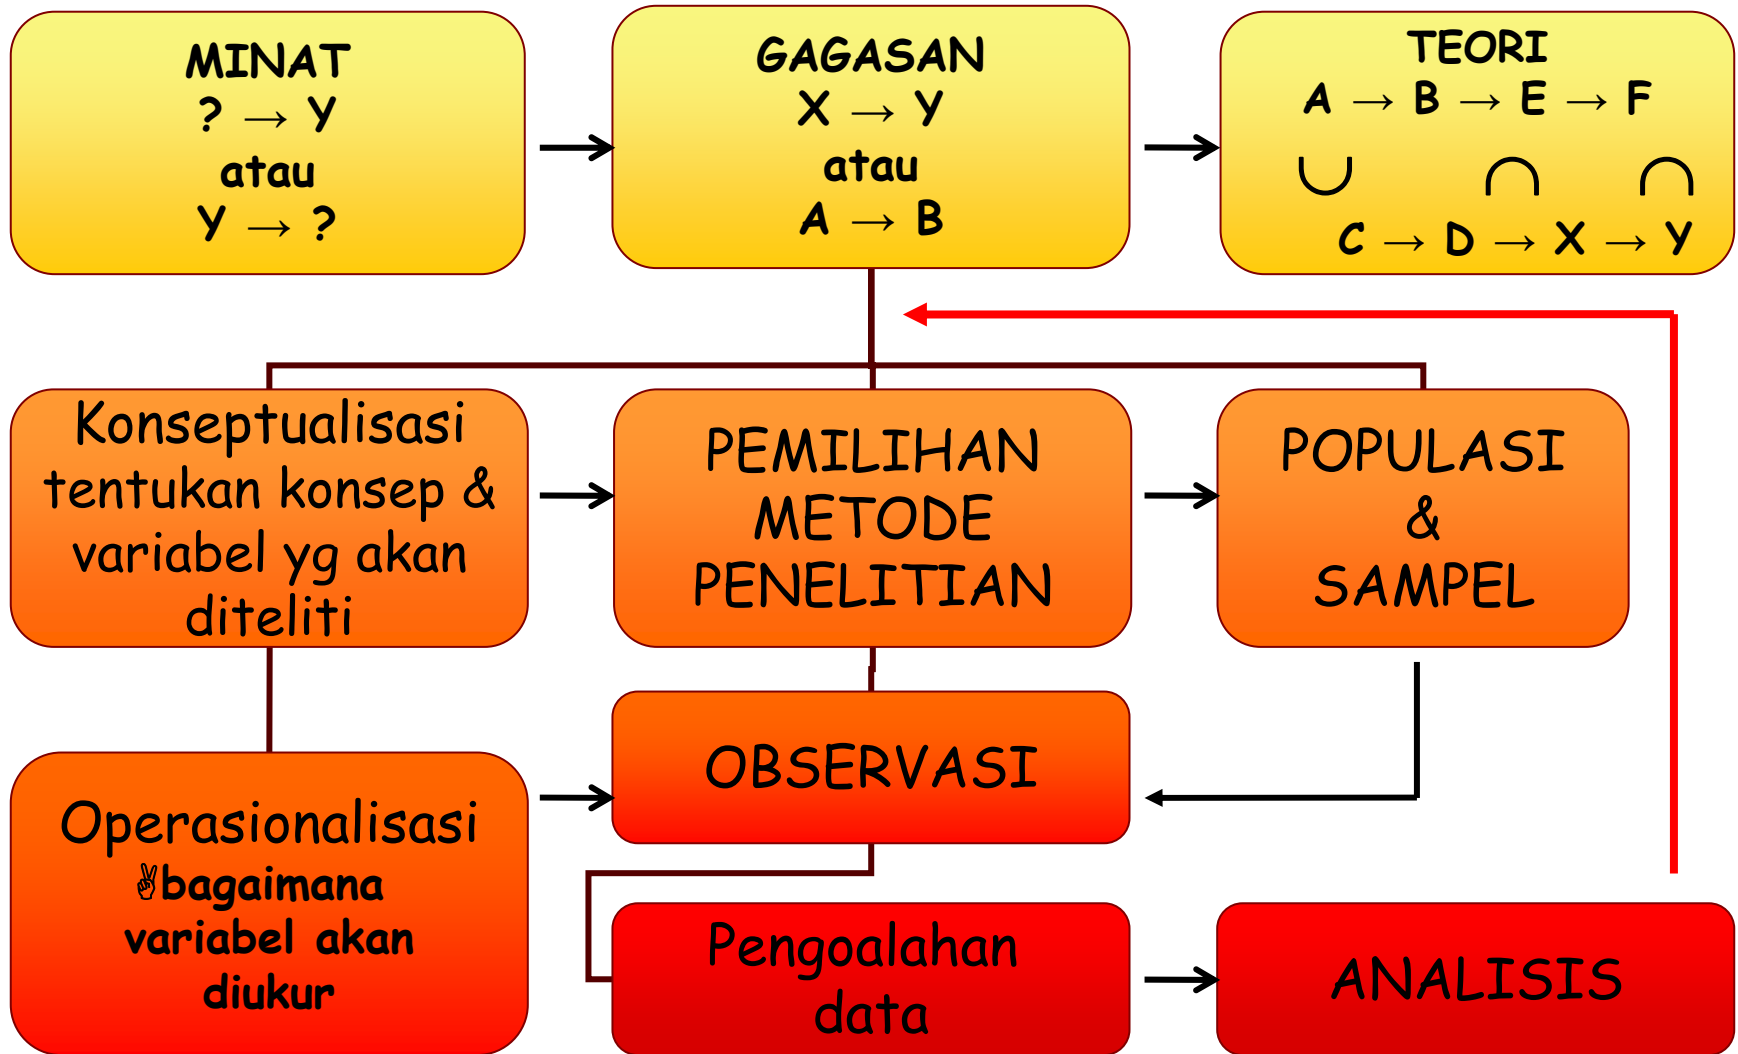 MINAT
? → Y
atau
Y → ?
GAGASAN
X → Y
atau
A → B
TEORI
A → B → E → F
∪ ∩ ∩
C → D → X → Y
Konseptualisasi
tentukan konsep &
variabel yg akan
diteliti
PEMILIHAN
METODE
PENELITIAN
POPULASI
&
SAMPEL
Operasionalisasi
✌bagaimana
variabel akan
diukur
OBSERVASI
Pengoalahan
data
ANALISIS